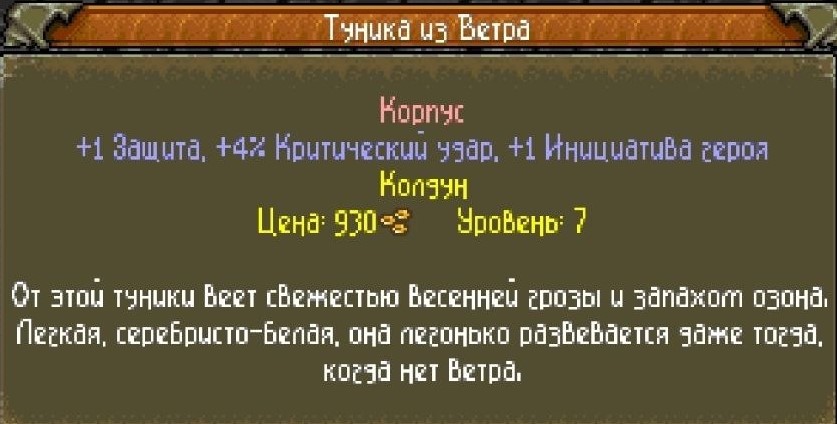 Туника из Ветра
Корпус
+1 Защита, +4% Критический удар, +1 Инициатива героя
Колдун
Цена: 930 Уровень: 7
От этой туники веет свежестью весенней грозы и запахом озона.
Легкая, серебристо-белая, она легонько развевается даже тогда,
когда нет ветра.